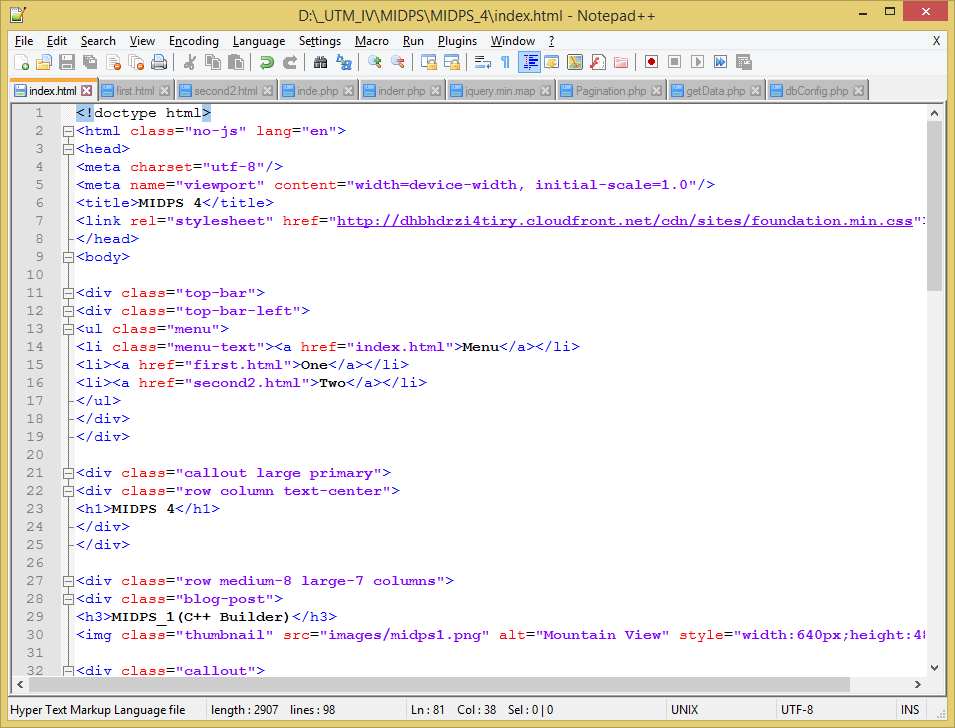 D:\_UTM_IV\MIDPS\MIDPS_4\index.html - Notepad++
File Edit Search View Encoding Language Settings Macro Run Plugins Window ? X
index.html first.html second2.html inde.php inderr.php jquery.min.map Pagination.php getData.php dbConfig.php
1 <!doctype html>
2 <html class="no-js" lang="en">
3 <head>
4 <meta charset="utf-8"/>
5 <meta name="viewport" content="width=device-width, initial-scale=1.0"/>
6 <title>MIDPS 4</title>
7 <link rel="stylesheet" href="http://dhbhdrzi4tiry.cloudfront.net/cdn/sites/foundation.min.css">
8 </head>
9 <body>
10
11 <div class="top-bar">
12 <div class="top-bar-left">
13 <ul class="menu">
14 <li class="menu-text"><a href="index.html">Menu</a></li>
15 <li><a href="first.html">One</a></li>
16 <li><a href="second2.html">Two</a></li>
17 </ul>
18 </div>
19 </div>
20
21 <div class="callout large primary">
22 <div class="row column text-center">
23 <h1>MIDPS 4</h1>
24 </div>
25 </div>
26
27 <div class="row medium-8 large-7 columns">
28 <div class="blog-post">
29 <h3>MIDPS_1(C++ Builder)</h3>
30 <img class="thumbnail" src="images/midps1.png" alt="Mountain View" style="width:640px;height:48
31
32 <div class="callout">
Hyper Text Markup Language file length : 2907 lines : 98 Ln : 81 Col : 38 Sel : 0 | 0 UNIX UTF-8 INS